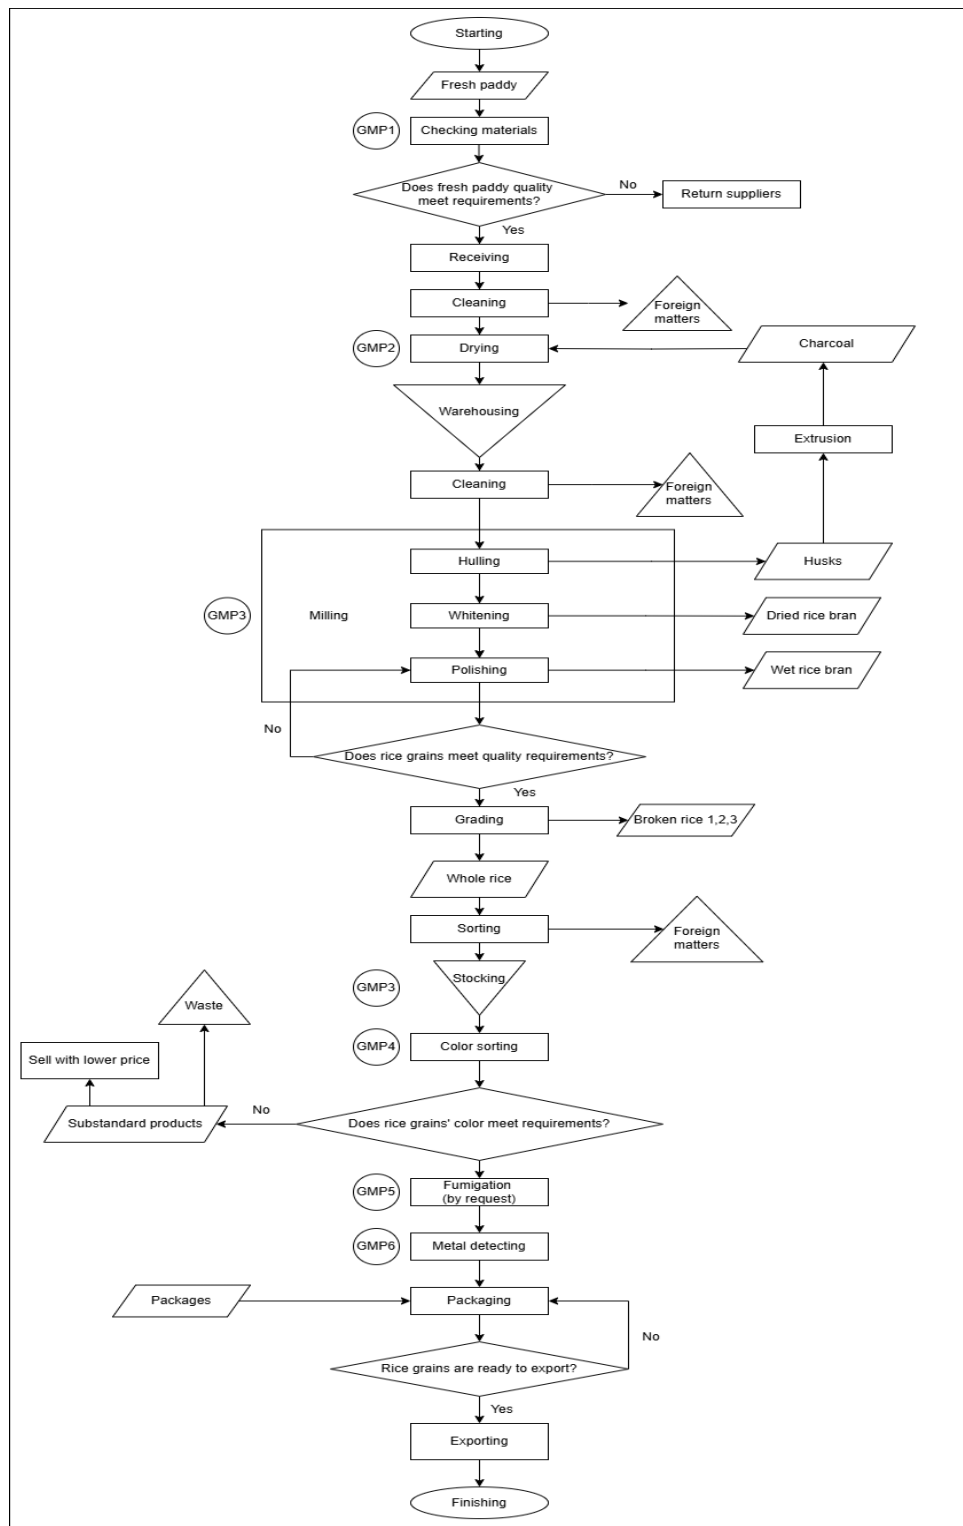 Starting
Fresh paddy
GMP1
Checking materials
Does fresh paddy quality
meet requirements?
No
Return suppliers
Yes
Receiving
Cleaning
Foreign
matters
GMP2
Drying
Charcoal
Warehousing
Extrusion
Cleaning
Foreign
matters
Hulling
Husks
GMP3
Milling
Whitening
Dried rice bran
Polishing
Wet rice bran
No
Does rice grains meet quality requirements?
Yes
Grading
Broken rice 1,2,3
Whole rice
Sorting
Foreign
matters
GMP3
Stocking
Waste
GMP4
Color sorting
Sell with lower price
Substandard products
No
Does rice grains' color meet requirements?
GMP5
Fumigation
(by request)
GMP6
Metal detecting
Packages
Packaging
No
Rice grains are ready to export?
Yes
Exporting
Finishing